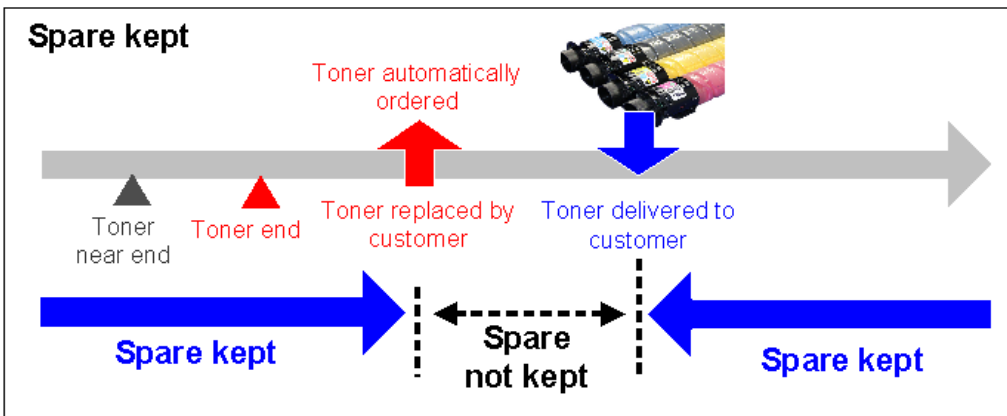 Spare kept
Toner automatically
ordered
Toner
near end
Toner end
Toner replaced by
customer
Toner delivered to
customer
Spare kept
Spare
not kept
Spare kept